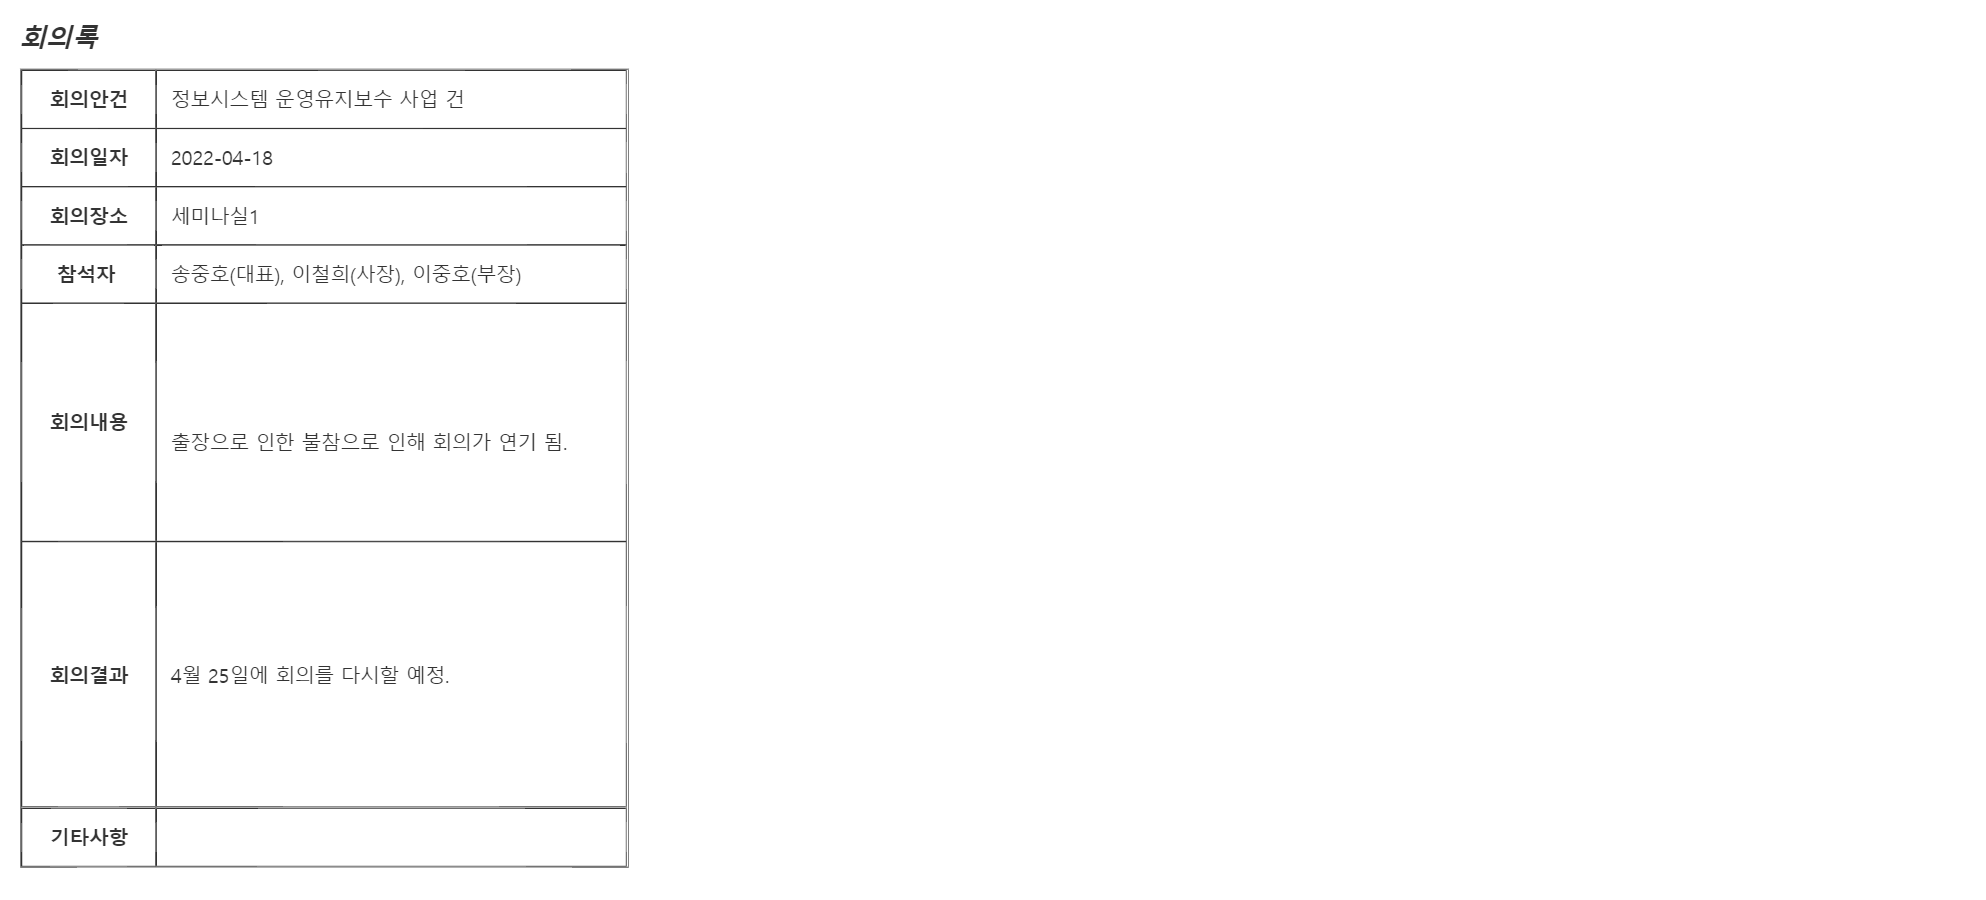 회의록
회의안건 정보시스템 운영유지보수 사업 건
회의일자 2022-04-18
회의장소 세미나실1
참석자 송중호(대표), 이철희(사장), 이중호(부장)
회의내용 출장으로 인한 불참으로 인해 회의가 연기 됨.
회의결과 4월 25일에 회의를 다시할 예정.
기타사항